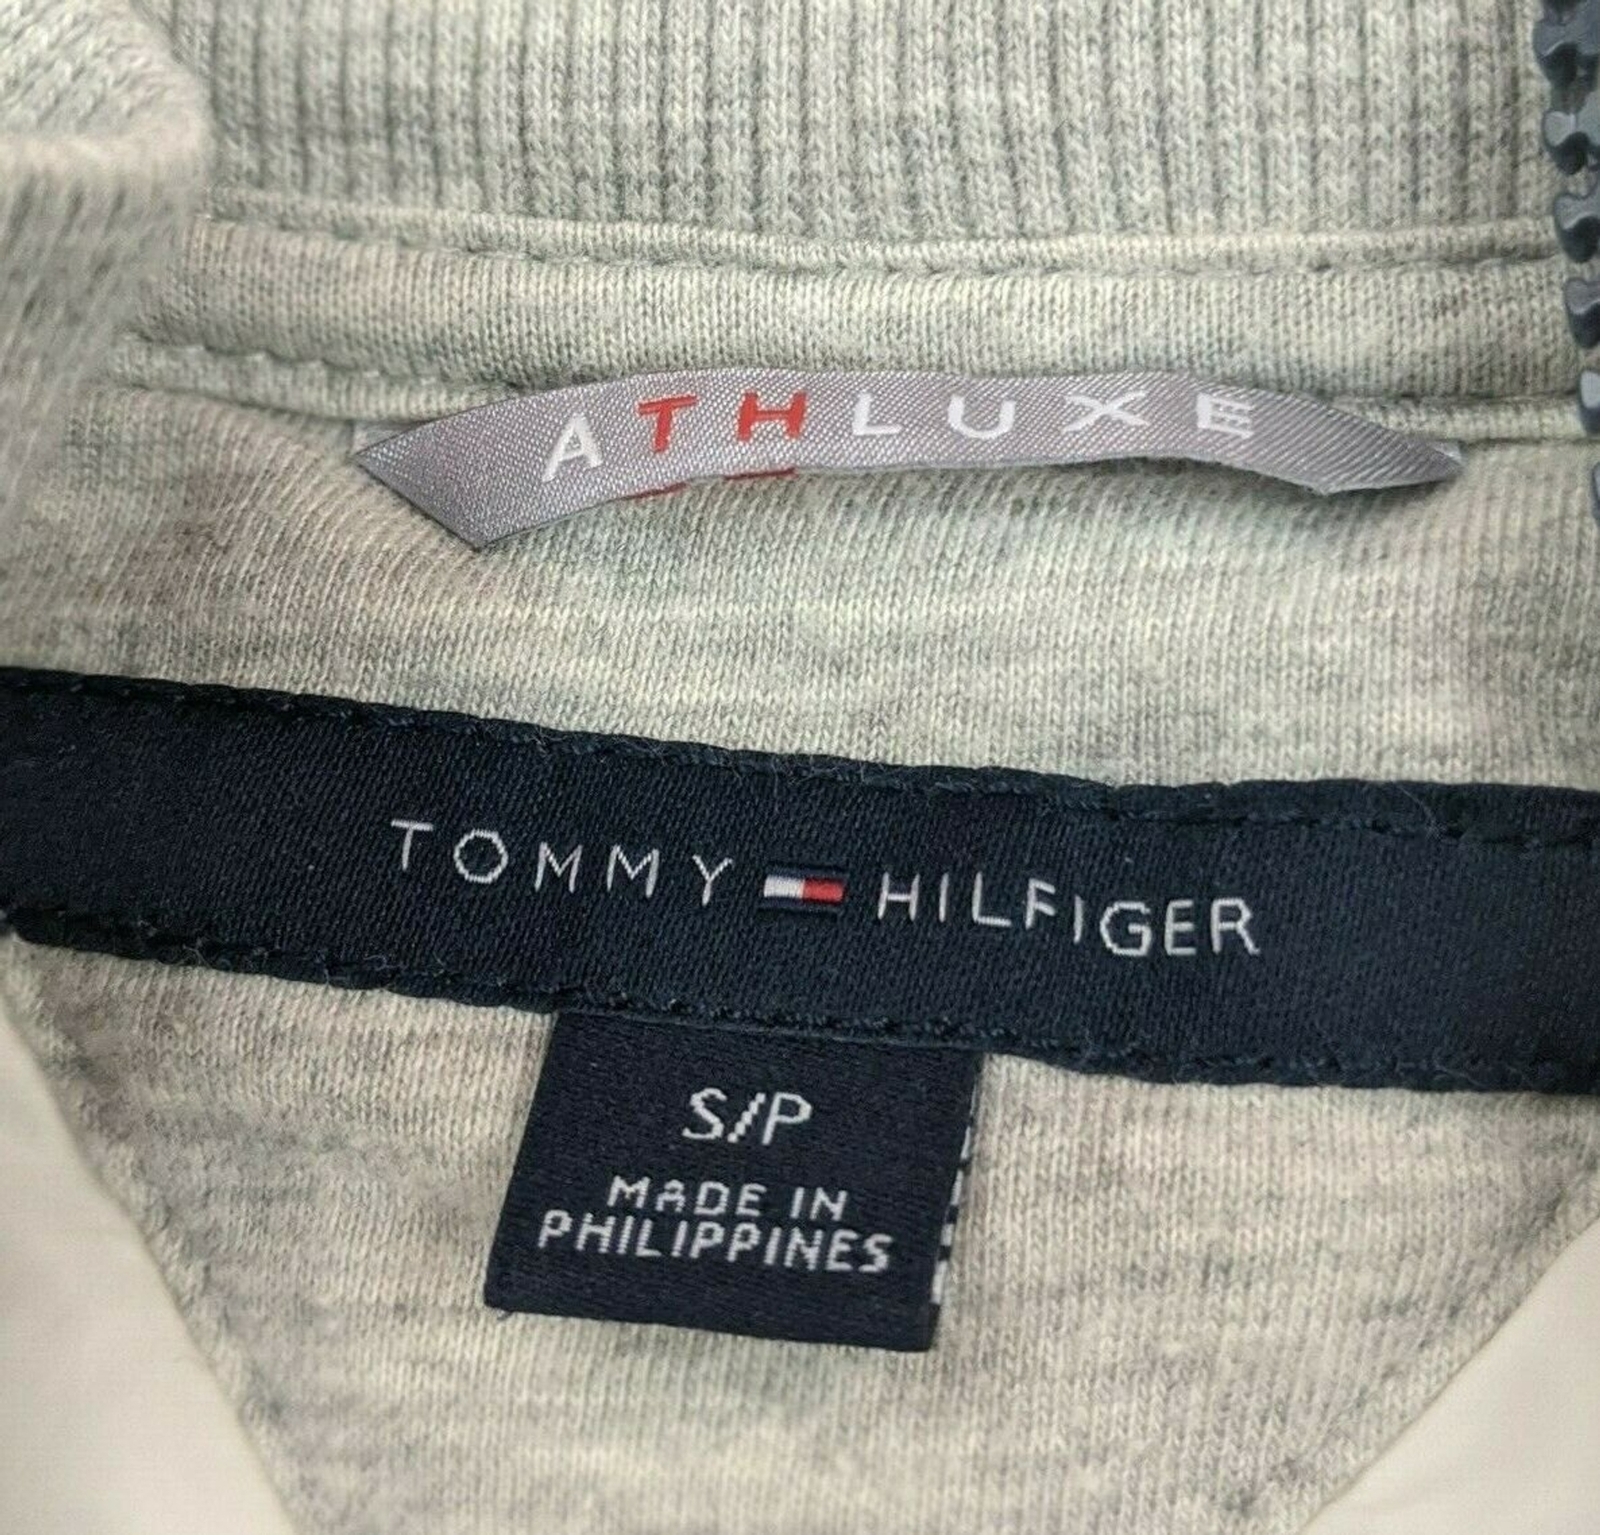 ATHLUXE
TOMMY HILFIGER
S/P
MADE IN
PHILIPPINES